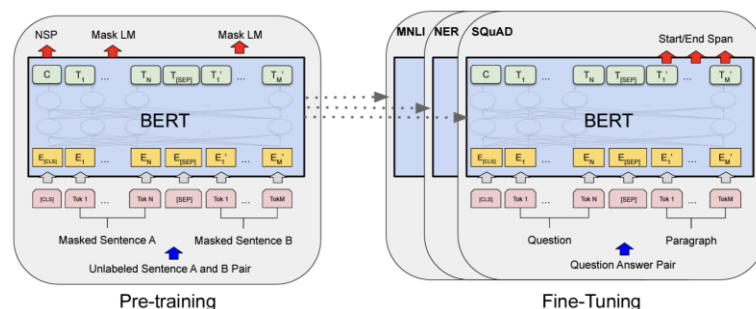 NSP Mask LM Mask LM
C T1 ... TN T[SEP] T1' ... TM'
BERT
E[CLS] E1 ... EN E[SEP] E1' ... EM'
[CLS] Tok 1 ... Tok N [SEP] Tok 1 ... TokM
Masked Sentence A Masked Sentence B
Unlabeled Sentence A and B Pair
Pre-training
MNLI NER SQuAD
Start/End Span
C T1 ... TN T[SEP] T1' ... TM'
BERT
E[CLS] E1 ... EN E[SEP] E1' ... EM'
[CLS] Tok 1 ... Tok N [SEP] Tok 1 ... TokM
Question Paragraph
Question Answer Pair
Fine-Tuning